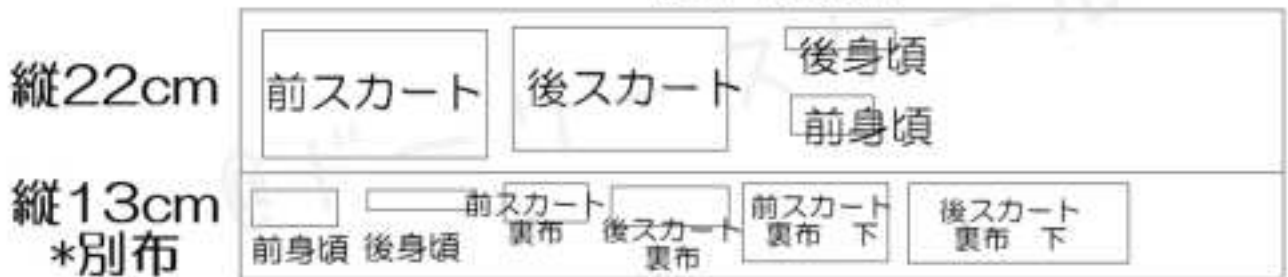 縦22cm
前スカート
後スカート
後身頃
前身頃
縦13cm
*別布
前身頃
後身頃
前スカート
裏布
後スカート
裏布
前スカート
裏布 下
後スカート
裏布 下